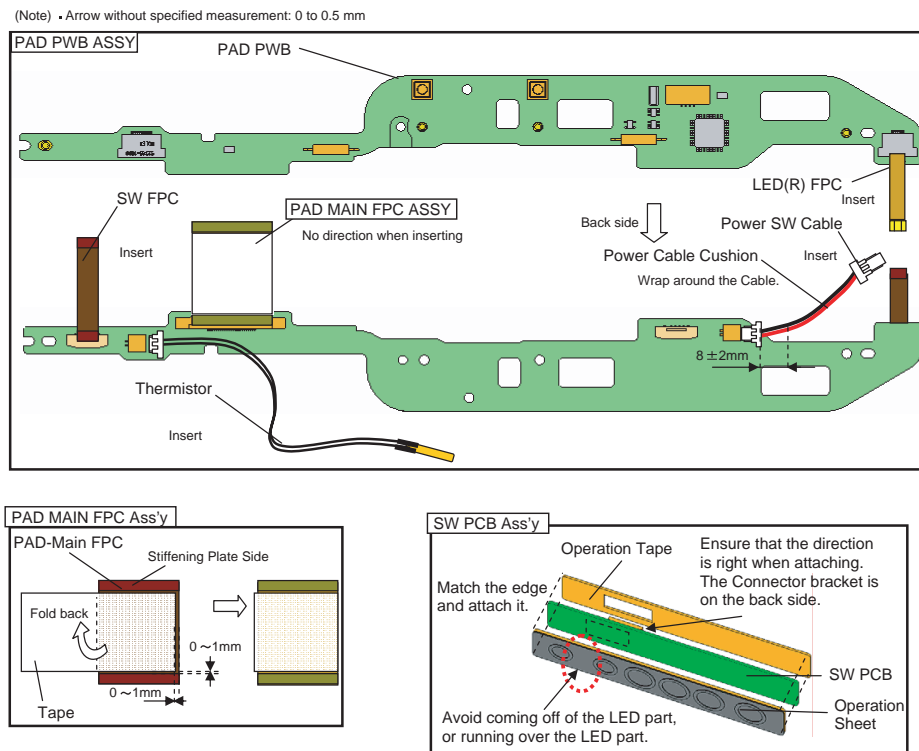 (Note) • Arrow without specified measurement: 0 to 0.5 mm
PAD PWB ASSY
PAD PWB
LED(R) FPC
Insert
SW FPC
Insert
PAD MAIN FPC ASSY
No direction when inserting
Back side
Power SW Cable
Insert
Power Cable Cushion
Wrap around the Cable.
8 ±2mm
Thermistor
Insert
PAD MAIN FPC Ass'y
PAD-Main FPC
Stiffening Plate Side
Fold back
0 ~1mm
0 ~1mm
Tape
SW PCB Ass'y
Operation Tape
Ensure that the direction
is right when attaching.
The Connector bracket is
on the back side.
Match the edge
and attach it.
SW PCB
Operation
Sheet
Avoid coming off of the LED part,
or running over the LED part.